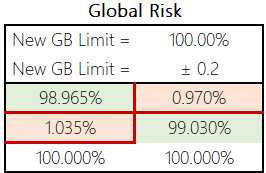 Global Risk
New GB Limit = 100.00%
New GB Limit = ± 0.2
98.965% 0.970%
1.035% 99.030%
100.000% 100.000%